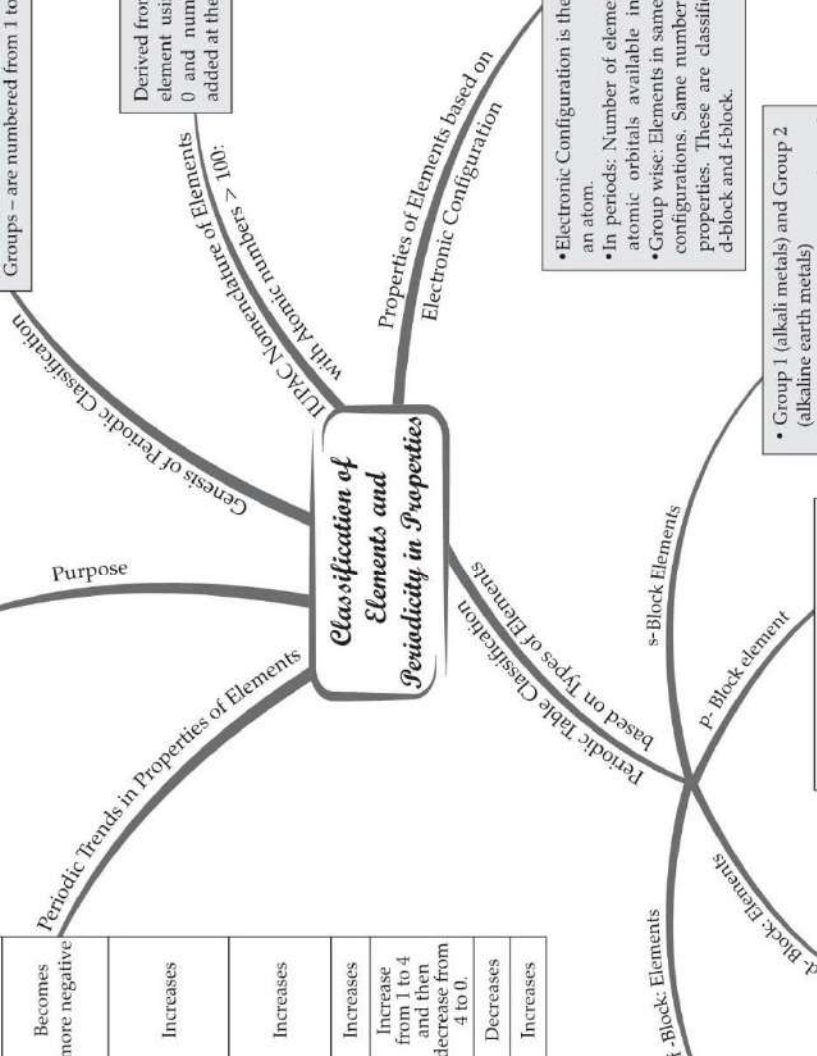 Groups – are numbered from 1 to
Derived from
element using
0 and num
added at the
Genesis of Periodic Classification
IUPAC Nomenclature of Elements
with Atomic numbers > 100:
Properties of Elements based on
Electronic Configuration
• Electronic Configuration is the
an atom.
• In periods: Number of eleme
atomic orbitals available in
• Group wise: Elements in same
configurations. Same number
properties. These are classifi
d-block and f-block.
• Group 1 (alkali metals) and Group 2
(alkaline earth metals)
Purpose
Classification of
Elements and
Periodicity in Properties
Periodic Trends in Properties of Elements
Periodic Table Classification
based on Types of Elements
s- Block Elements
p- Block element
d- Block: Elements
-Block: Elements
Becomes
more negative
Increases
Increases
Increases
Increase
from 1 to 4
and then
decrease from
4 to 0.
Decreases
Increases